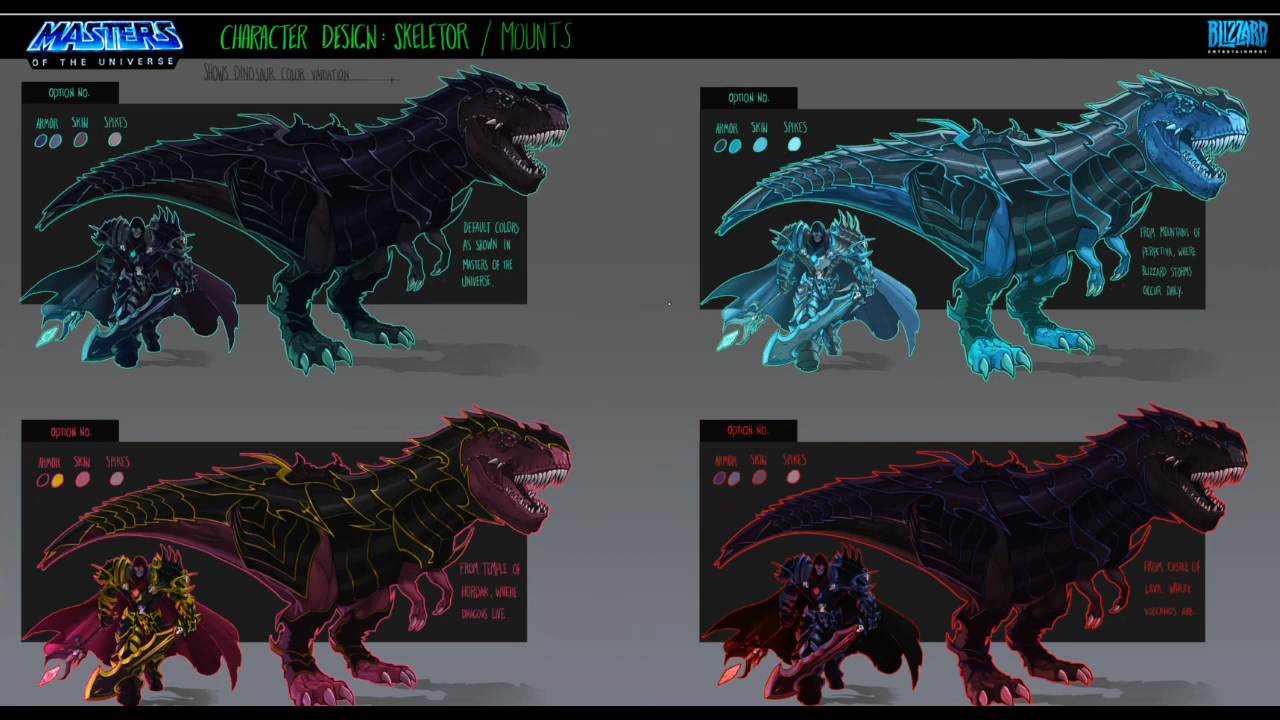 MASTERS
OF THE UNIVERSE
CHARACTER DESIGN: SKELETOR / MOUNTS
BLIZZARD
ENTERTAINMENT
SHOWS DINOSAUR COLOR VARIATION
OPTION NO.
ARMOR SKIN SPIKES
DEFAULT COLORS
AS SHOWN IN
MASTERS OF THE
UNIVERSE.
OPTION NO.
ARMOR SKIN SPIKES
FROM MOUNTAINS OF
PERPETIVA, WHERE
BLIZZARD STORMS
OCCUR DAILY.
OPTION NO.
ARMOR SKIN SPIKES
FROM TEMPLE OF
HORDAK, WHERE
DRAGONS LIVE.
OPTION NO.
ARMOR SKIN SPIKES
FROM CASTLE OF
LAVA, WHERE
VOLCANOS ARE.